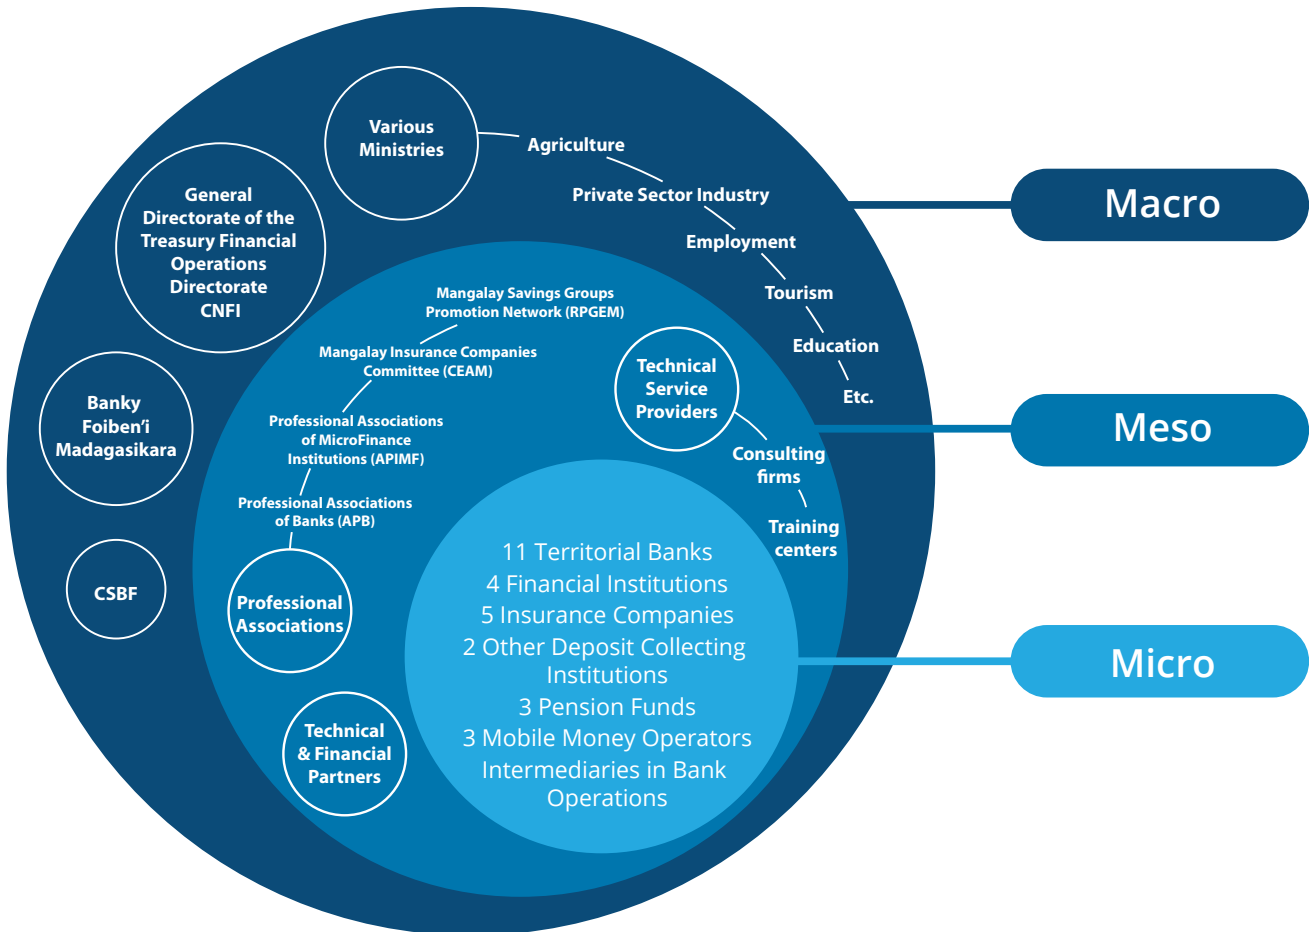 Various
Ministries
Agriculture
Private Sector Industry
Employment
Tourism
Education
Etc.
General
Directorate of the
Treasury Financial
Operations
Directorate
CNFI
Banky
Foiben’i
Madagasikara
CSBF
Mangalay Savings Groups
Promotion Network (RPGEM)
Mangalay Insurance Companies
Committee (CEAM)
Professional Associations
of MicroFinance
Institutions (APIMF)
Professional Associations
of Banks (APB)
Professional
Associations
Technical
& Financial
Partners
Technical
Service
Providers
Consulting
firms
Training
centers
11 Territorial Banks
4 Financial Institutions
5 Insurance Companies
2 Other Deposit Collecting
Institutions
3 Pension Funds
3 Mobile Money Operators
Intermediaries in Bank
Operations
Macro
Meso
Micro